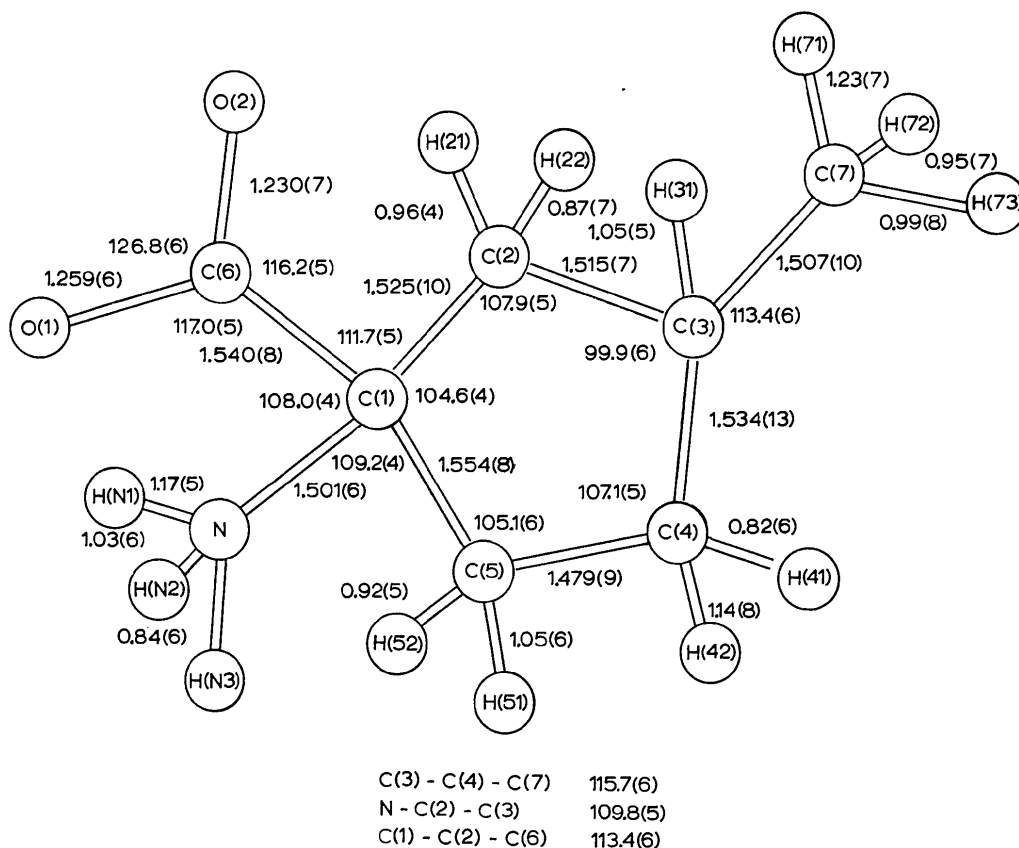 H(71)
1.23(7)
O(2)
H(21)
H(72)
H(22)
0.95(7)
C(7)
H(31)
H(73)
1.230(7)
0.96(4)
0.87(7)
0.99(8)
1.05(5)
126.8(6)
C(2)
1.259(6)
C(6)
116.2(5)
1.515(7)
1.507(10)
1.525(10)
107.9(5)
O(1)
C(3)
113.4(6)
117.0(5)
111.7(5)
1.540(8)
99.9(6)
108.0(4)
C(1)
104.6(4)
1.534(13)
109.2(4)
1.554(8)
H(N1)
1.17(5)
1.501(6)
107.1(5)
N
105.1(6)
C(4)
0.82(6)
1.03(6)
C(5)
H(N2)
0.92(5)
1.479(9)
H(41)
0.84(6)
1.14(8)
H(52)
1.05(6)
H(42)
H(N3)
H(51)
C(3) - C(4) - C(7) 115.7(6)
N - C(2) - C(3) 109.8(5)
C(1) - C(2) - C(6) 113.4(6)